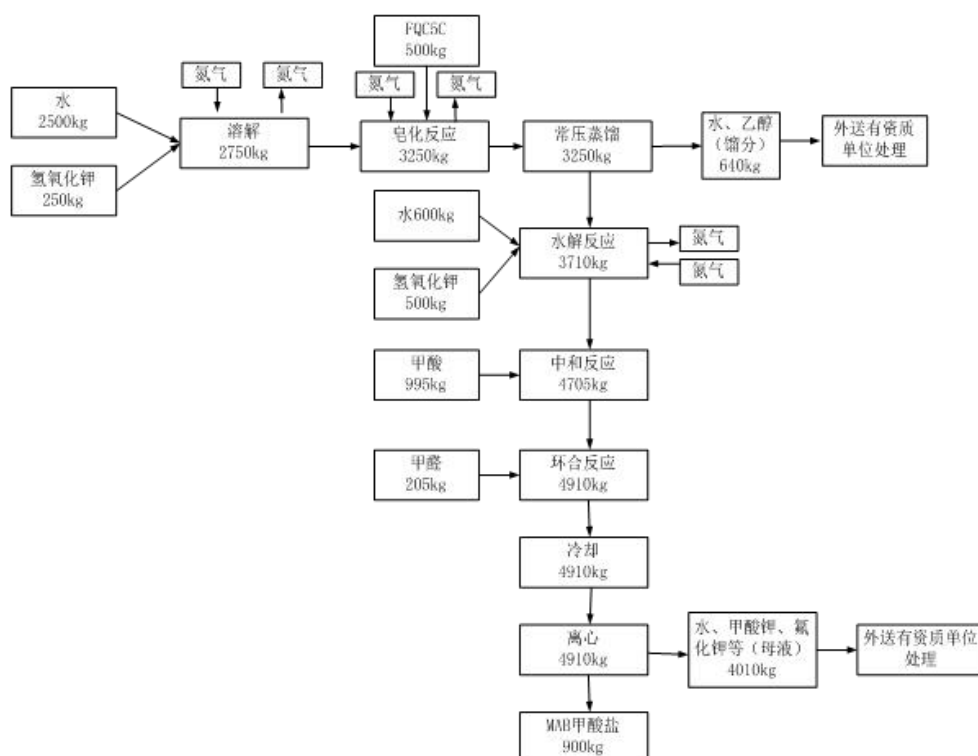 FQC5C
500kg
氮气
氮气
氮气
氮气
水
2500kg
溶解
2750kg
皂化反应
3250kg
常压蒸馏
3250kg
水、乙醇
（馏分）
640kg
外送有资质
单位处理
氢氧化钾
250kg
水600kg
水解反应
3710kg
氮气
氮气
氢氧化钾
500kg
甲酸
995kg
中和反应
4705kg
甲醛
205kg
环合反应
4910kg
冷却
4910kg
离心
4910kg
水、甲酸钾、氟
化钾等（母液）
4010kg
外送有资质单位
处理
MAB甲酸盐
900kg